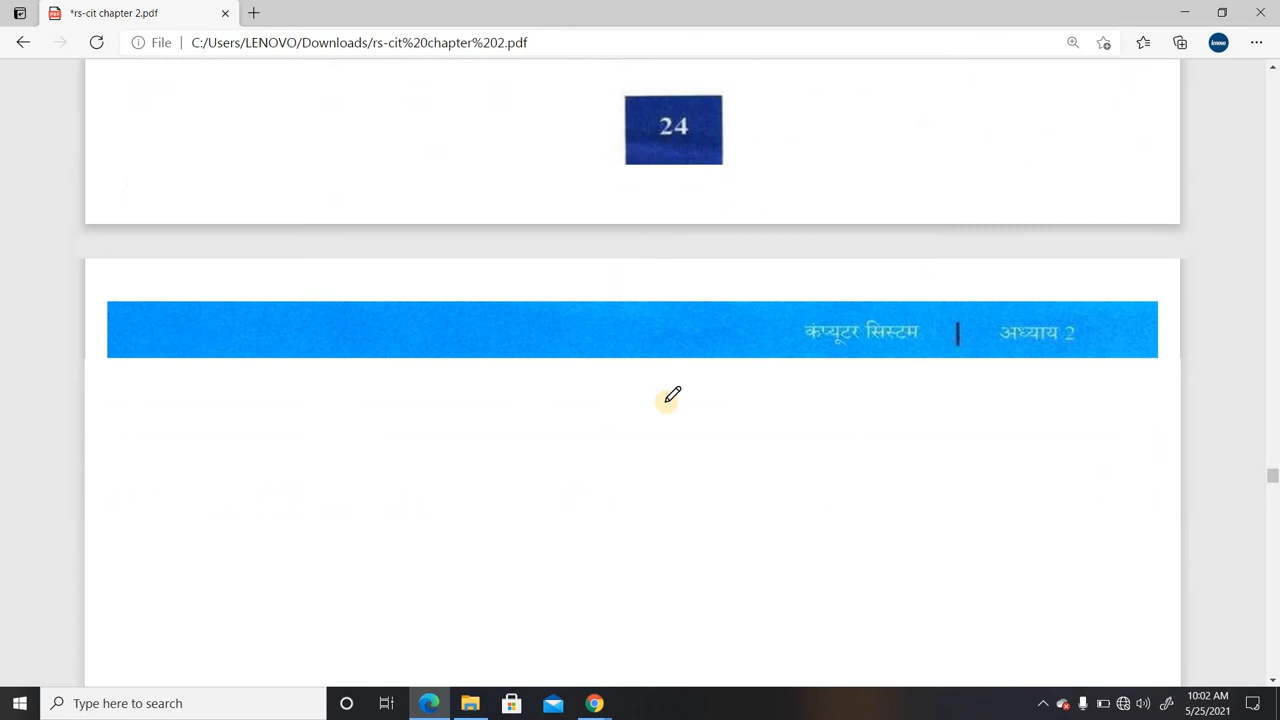 *rs-cit chapter 2.pdf
File | C:/Users/LENOVO/Downloads/rs-cit%20chapter%202.pdf
24
कंप्यूटर सिस्टम | अध्याय 2
Type here to search
10:02 AM
5/25/2021